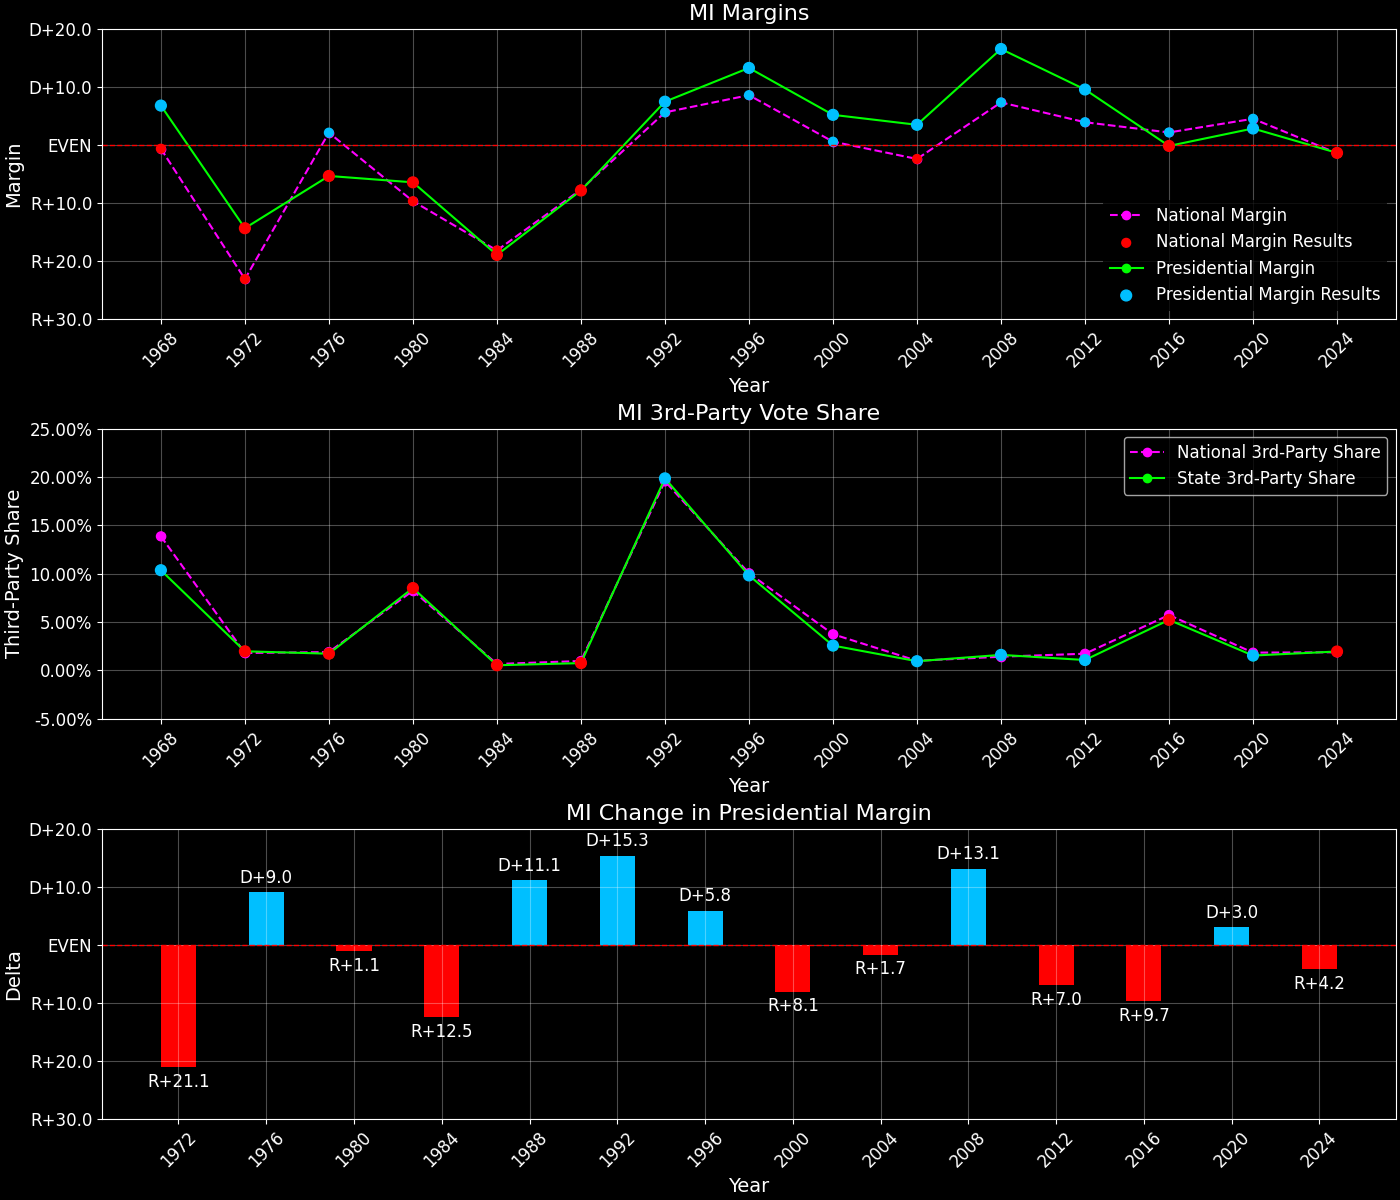 MI Margins
D+20.0
D+10.0
EVEN
R+10.0
R+20.0
R+30.0
Margin
National Margin
National Margin Results
Presidential Margin
Presidential Margin Results
1968 1972 1976 1980 1984 1988 1992 1996 2000 2004 2008 2012 2016 2020 2024
Year
MI 3rd-Party Vote Share
25.00%
20.00%
15.00%
10.00%
5.00%
0.00%
-5.00%
Third-Party Share
National 3rd-Party Share
State 3rd-Party Share
1968 1972 1976 1980 1984 1988 1992 1996 2000 2004 2008 2012 2016 2020 2024
Year
MI Change in Presidential Margin
D+20.0
D+10.0
EVEN
R+10.0
R+20.0
R+30.0
Delta
R+21.1
D+9.0
R+1.1
R+12.5
D+11.1
D+15.3
D+5.8
R+8.1
R+1.7
D+13.1
R+7.0
R+9.7
D+3.0
R+4.2
1972 1976 1980 1984 1988 1992 1996 2000 2004 2008 2012 2016 2020 2024
Year